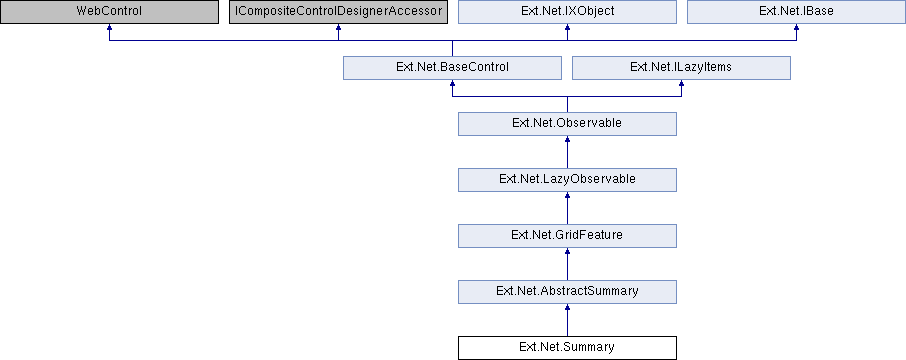 WebControl
ICompositeControlDesignerAccessor
Ext.Net.IXObject
Ext.Net.IBase
Ext.Net.BaseControl
Ext.Net.ILazyItems
Ext.Net.Observable
Ext.Net.LazyObservable
Ext.Net.GridFeature
Ext.Net.AbstractSummary
Ext.Net.Summary